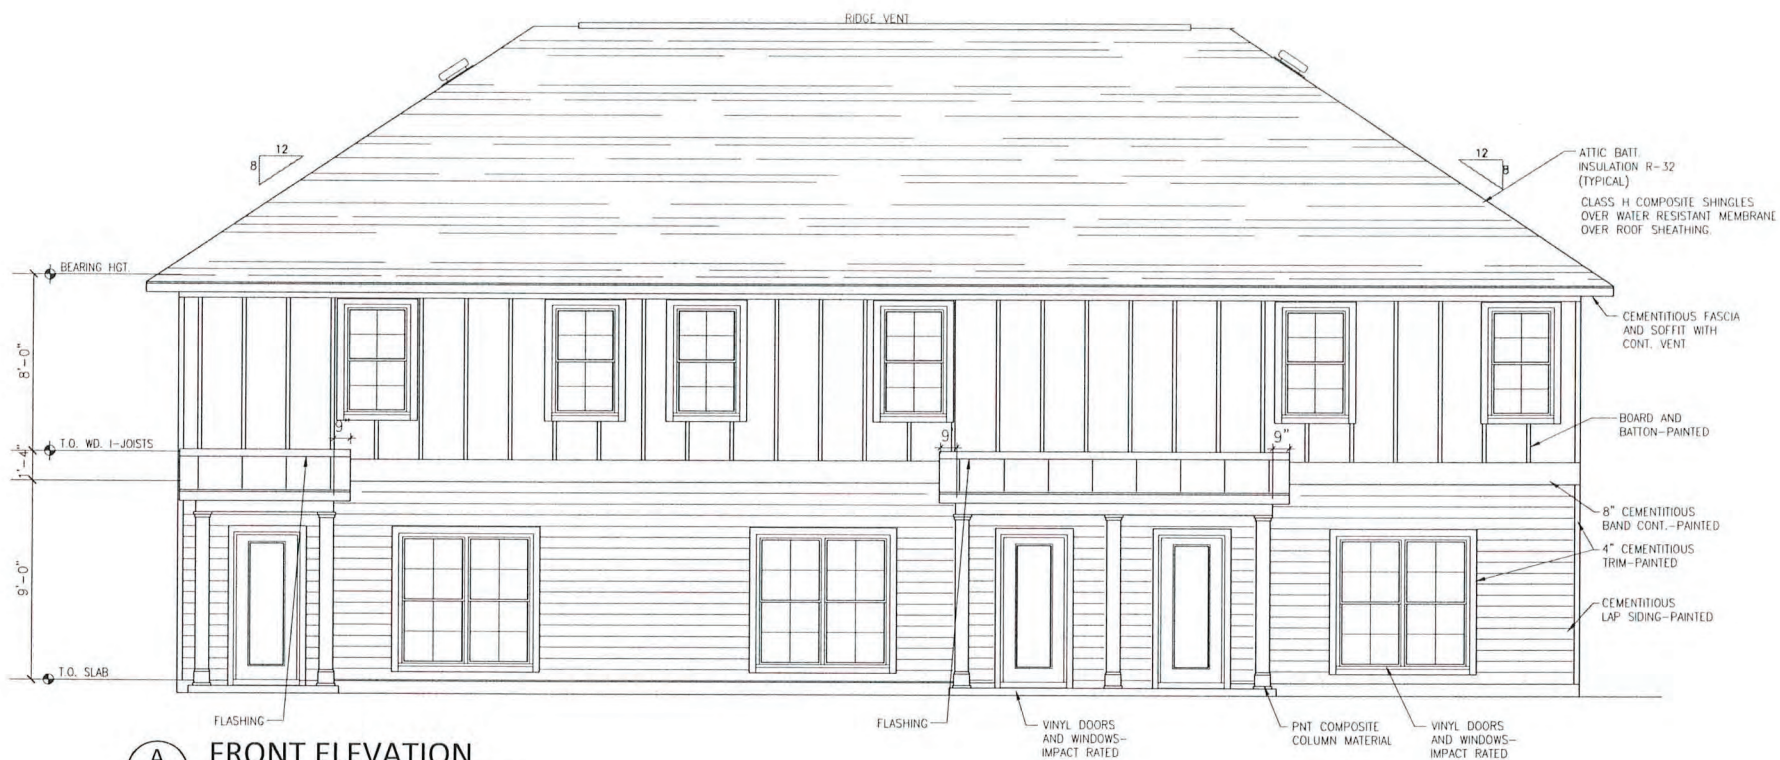 RIDGE VENT
12
8
12
8
ATTIC BATT.
INSULATION R-32
(TYPICAL)
CLASS H COMPOSITE SHINGLES
OVER WATER RESISTANT MEMBRANE
OVER ROOF SHEATHING.
BEARING HGT.
CEMENTITIOUS FASCIA
AND SOFFIT WITH
CONT. VENT
8'-0"
BOARD AND
BATTON-PAINTED
9"
9"
9"
T.O. WD. I-JOISTS
1'-4"
8" CEMENTITIOUS
BAND CONT.-PAINTED
4" CEMENTITIOUS
TRIM-PAINTED
9'-0"
CEMENTITIOUS
LAP SIDING-PAINTED
T.O. SLAB
FLASHING
FLASHING
VINYL DOORS
AND WINDOWS-
IMPACT RATED
PNT COMPOSITE
COLUMN MATERIAL
VINYL DOORS
AND WINDOWS-
IMPACT RATED
A
FRONT ELEVATION